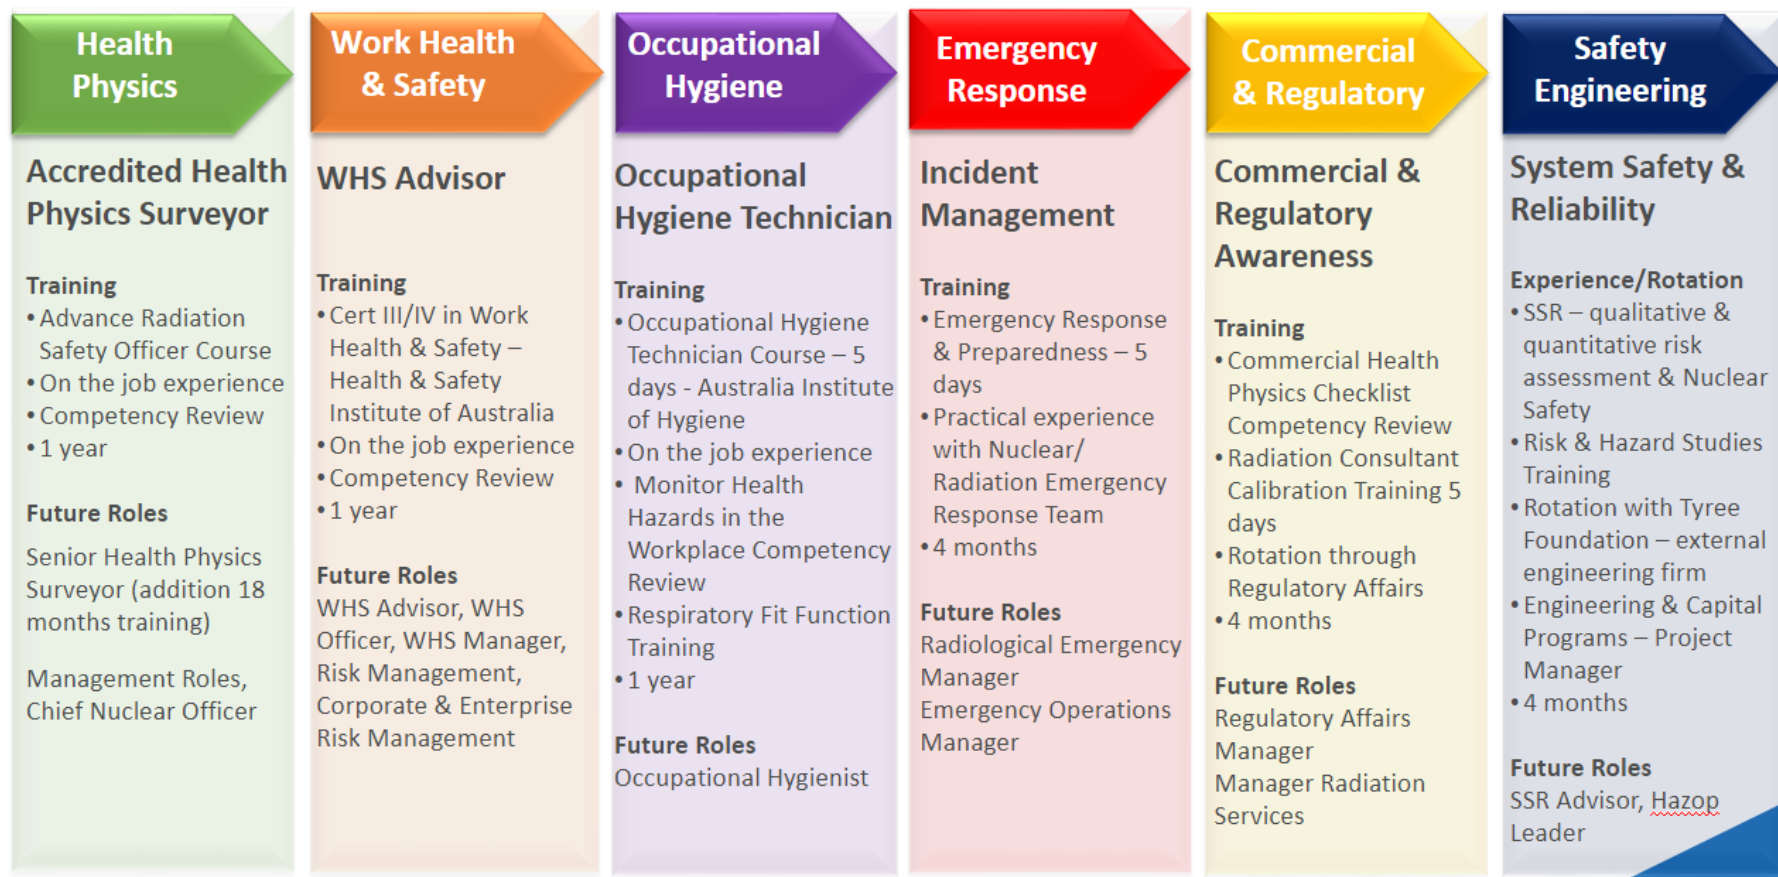 Health
Physics
Accredited Health
Physics Surveyor
Training
• Advance Radiation
Safety Officer Course
• On the job experience
• Competency Review
• 1 year
Future Roles
Senior Health Physics
Surveyor (addition 18
months training)
Management Roles,
Chief Nuclear Officer
Work Health
& Safety
WHS Advisor
Training
• Cert III/IV in Work
Health & Safety –
Health & Safety
Institute of Australia
• On the job experience
• Competency Review
• 1 year
Future Roles
WHS Advisor, WHS
Officer, WHS Manager,
Risk Management,
Corporate & Enterprise
Risk Management
Occupational
Hygiene
Occupational
Hygiene Technician
Training
• Occupational Hygiene
Technician Course – 5
days - Australia Institute
of Hygiene
• On the job experience
• Monitor Health
Hazards in the
Workplace Competency
Review
• Respiratory Fit Function
Training
• 1 year
Future Roles
Occupational Hygienist
Emergency
Response
Incident
Management
Training
• Emergency Response
& Preparedness – 5
days
• Practical experience
with Nuclear/
Radiation Emergency
Response Team
• 4 months
Future Roles
Radiological Emergency
Manager
Emergency Operations
Manager
Commercial
& Regulatory
Commercial &
Regulatory
Awareness
Training
• Commercial Health
Physics Checklist
Competency Review
• Radiation Consultant
Calibration Training 5
days
• Rotation through
Regulatory Affairs
• 4 months
Future Roles
Regulatory Affairs
Manager
Manager Radiation
Services
Safety
Engineering
System Safety &
Reliability
Experience/Rotation
• SSR – qualitative &
quantitative risk
assessment & Nuclear
Safety
• Risk & Hazard Studies
Training
• Rotation with Tyree
Foundation – external
engineering firm
• Engineering & Capital
Programs – Project
Manager
• 4 months
Future Roles
SSR Advisor, Hazop
Leader